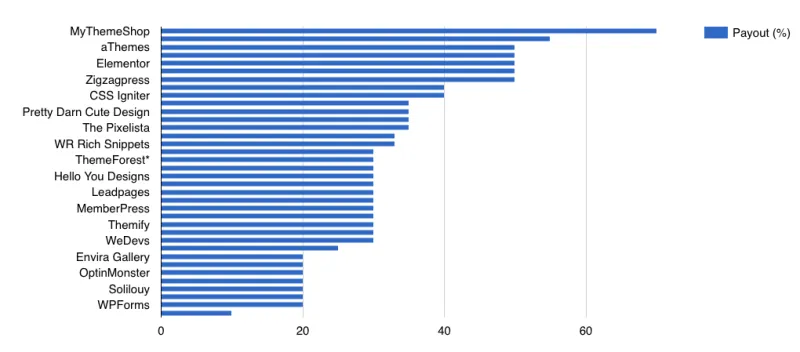 MyThemeShop
Payout (%)
aThemes
Elementor
Zigzagpress
CSS Igniter
Pretty Darn Cute Design
The Pixelista
WR Rich Snippets
ThemeForest*
Hello You Designs
Leadpages
MemberPress
Themify
WeDevs
Envira Gallery
OptinMonster
Solilouy
WPForms
0 20 40 60